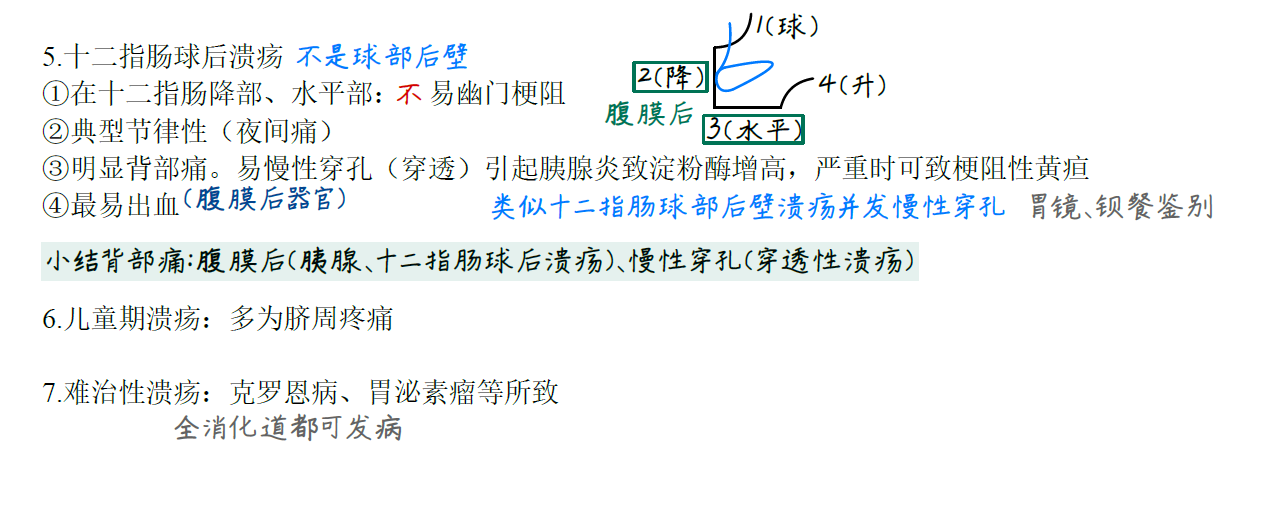 5.十二指肠球后溃疡 不是球部后壁
1(球)
2(降)
4(升)
腹膜后
3(水平)
①在十二指肠降部、水平部：不易幽门梗阻
②典型节律性（夜间痛）
③明显背部痛。易慢性穿孔（穿透）引起胰腺炎致淀粉酶增高，严重时可致梗阻性黄疸
④最易出血(腹膜后器官) 类似十二指肠球部后壁溃疡并发慢性穿孔 胃镜、钡餐鉴别
小结背部痛:腹膜后(胰腺、十二指肠球后溃疡)、慢性穿孔(穿透性溃疡)
6.儿童期溃疡：多为脐周疼痛
7.难治性溃疡：克罗恩病、胃泌素瘤等所致
全消化道都可发病